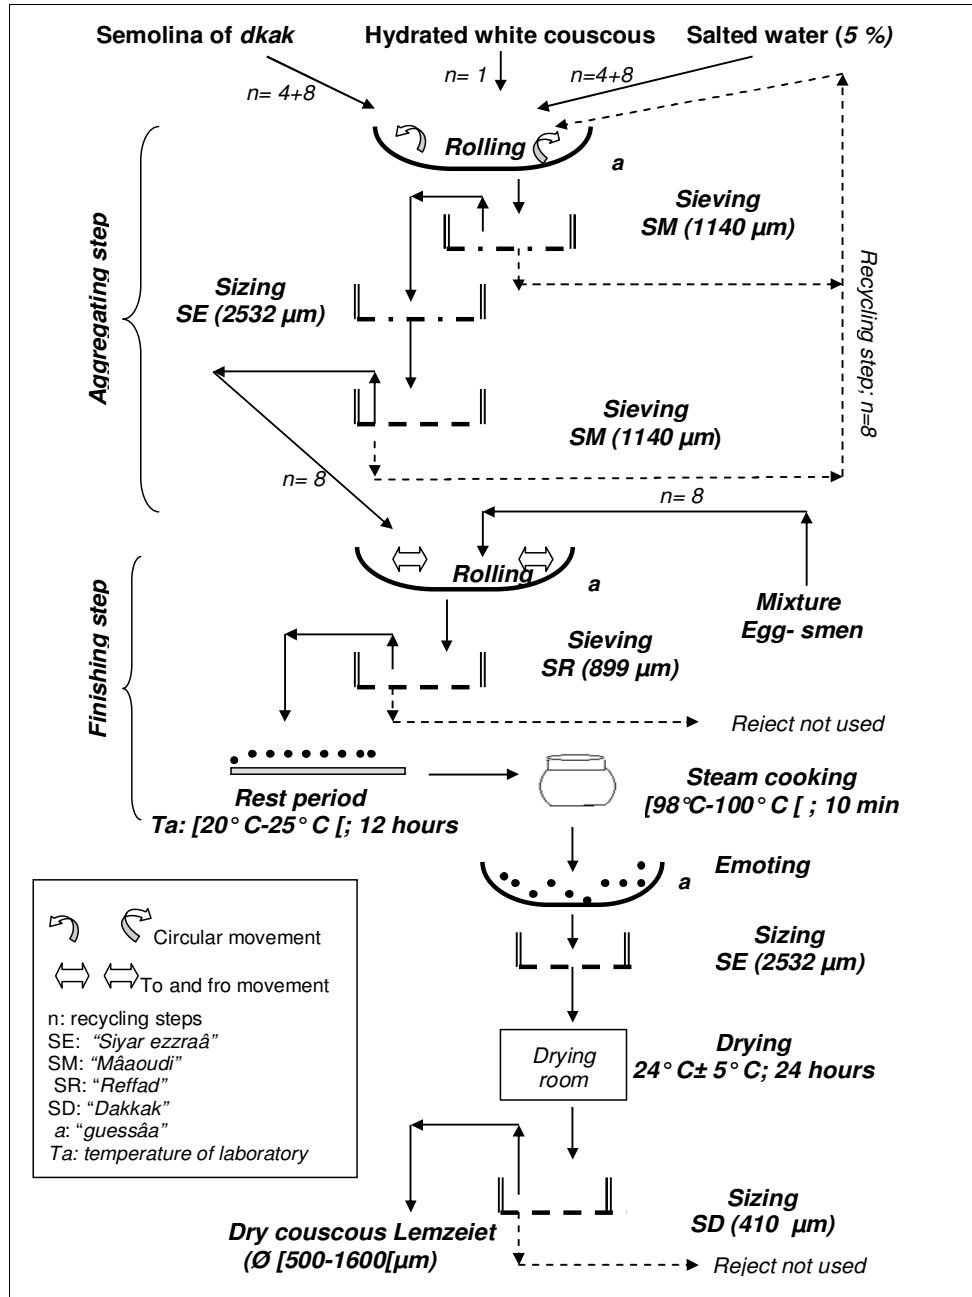 Semolina of dkak
Hydrated white couscous
Salted water (5 %)
n= 4+8
n= 1
n=4+8
Rolling
a
Sieving
SM (1140 µm)
Aggregating step
Sizing
SE (2532 µm)
Recycling step; n=8
Sieving
SM (1140 µm)
n= 8
n= 8
Rolling
a
Mixture
Egg- smen
Finishing step
Sieving
SR (899 µm)
Reject not used
Rest period
Ta: [20°C-25°C [; 12 hours
Steam cooking
[98°C-100°C [ ; 10 min
Emoting
a
Sizing
SE (2532 µm)
Circular movement
To and fro movement
n: recycling steps
SE: "Siyar ezzraâ"
SM: "Mâaoudi"
SR: "Reffad"
SD: "Dakkak"
a: "guessâa"
Ta: temperature of laboratory
Drying
room
Drying
24°C± 5°C; 24 hours
Sizing
SD (410 µm)
Dry couscous Lemzeiet
(Ø [500-1600[µm)
Reject not used